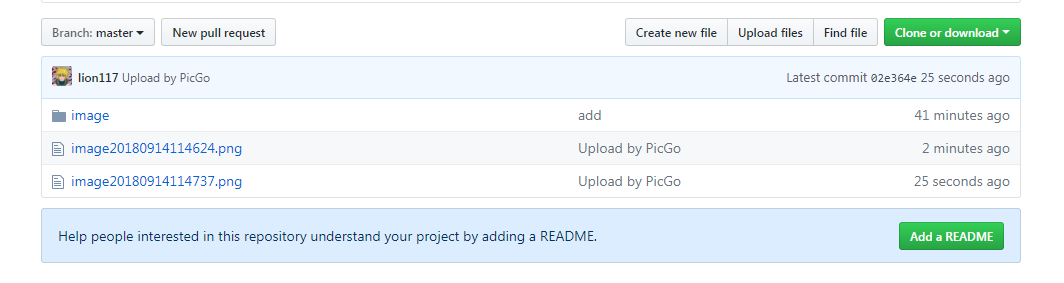 Branch: master New pull request Create new file Upload files Find file Clone or download
lion117 Upload by PicGo Latest commit 02e364e 25 seconds ago
image add 41 minutes ago
image20180914114624.png Upload by PicGo 2 minutes ago
image20180914114737.png Upload by PicGo 25 seconds ago
Help people interested in this repository understand your project by adding a README. Add a README